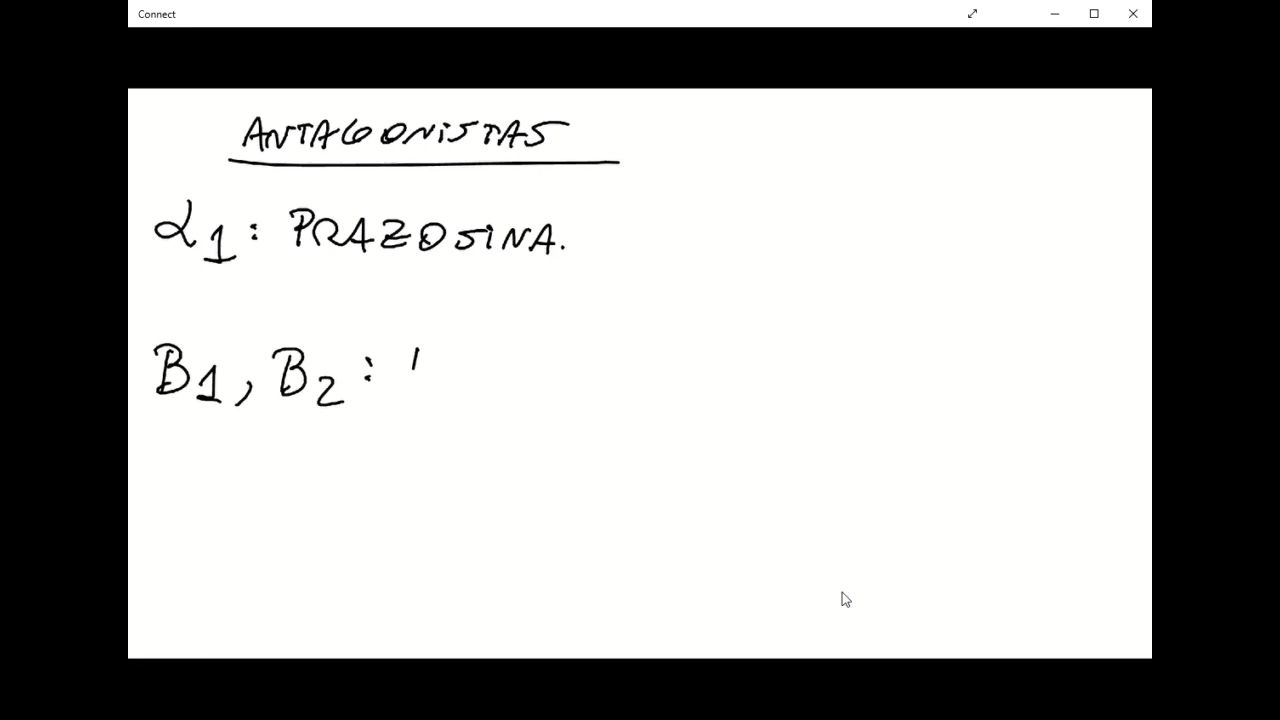 Connect
ANTAGONISTAS
α1: PRAZOSINA.
B1, B2: